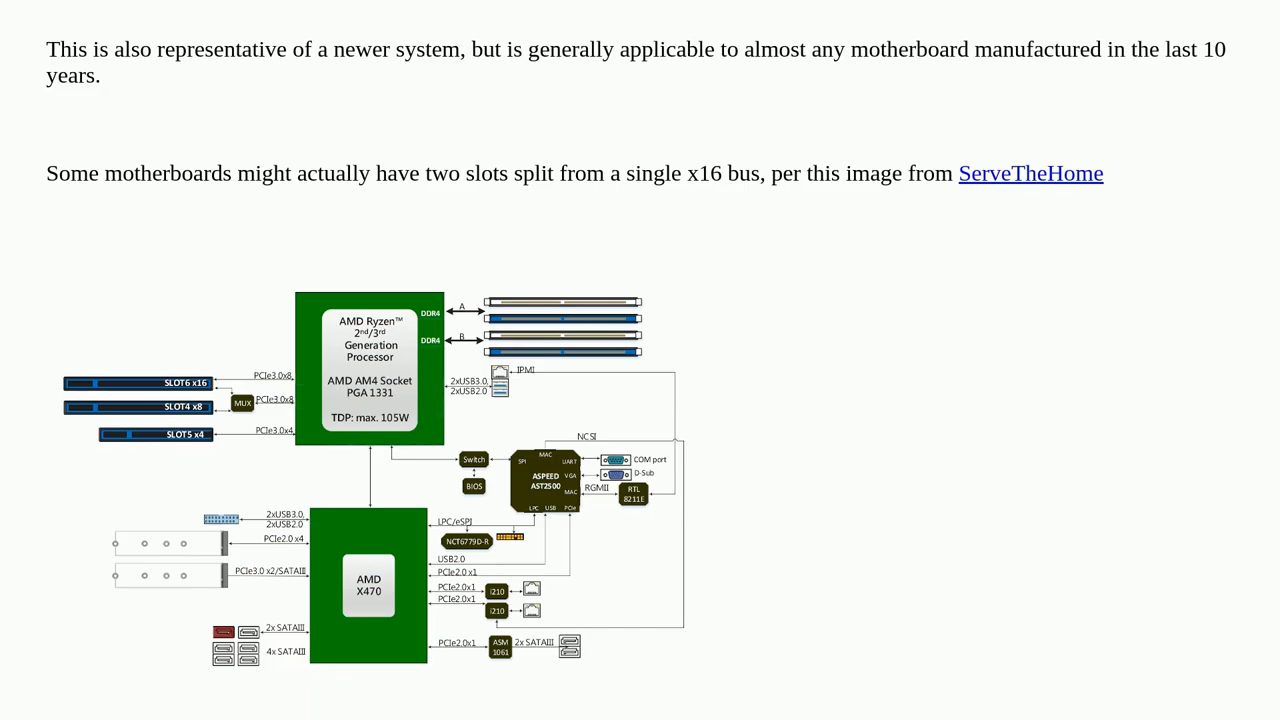 This is also representative of a newer system, but is generally applicable to almost any motherboard manufactured in the last 10
years.
Some motherboards might actually have two slots split from a single x16 bus, per this image from ServeTheHome
AMD Ryzen™
2nd/3rd
Generation
Processor
AMD AM4 Socket
PGA 1331
TDP: max. 105W
DDR4
A
DDR4
B
IPMI
2xUSB3.0,
2xUSB2.0
PCIe3.0x8
SLOT6 x16
MUX
PCIe3.0x8
SLOT4 x8
PCIe3.0x4
SLOT5 x4
NCSI
Switch
BIOS
SPI
MAC
UART
ASPEED
AST2500
VGA
MAC
LPC
USB
PCIe
COM port
D-Sub
RGMII
RTL
8211E
2xUSB3.0,
2xUSB2.0
PCIe2.0 x4
PCIe3.0 x2/SATAIII
2x SATAIII
4x SATAIII
AMD
X470
LPC/eSPI
NCT6779D-R
USB2.0
PCIe2.0 x1
PCIe2.0x1
i210
PCIe2.0x1
i210
PCIe2.0x1
ASM
1061
2x SATAIII